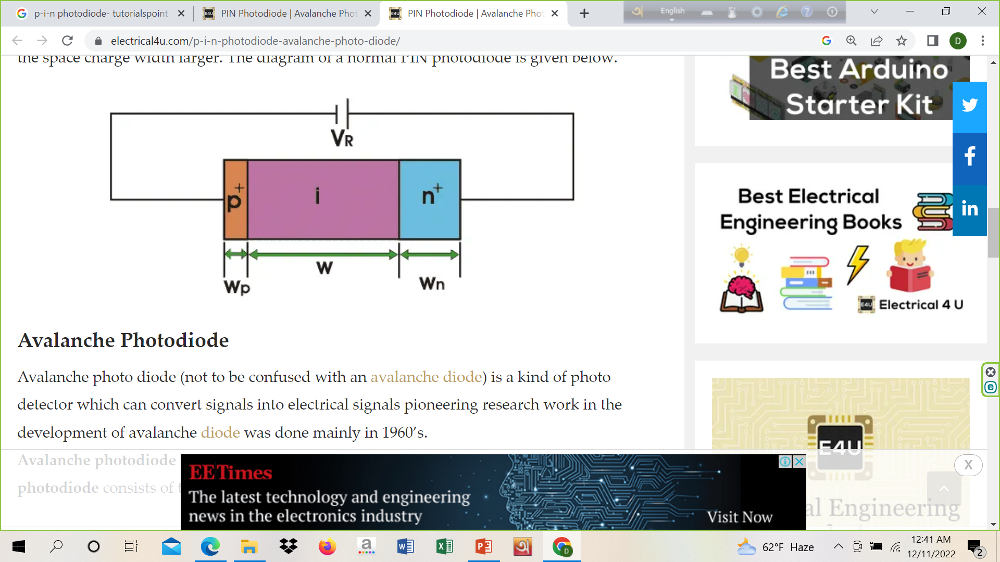 p-i-n photodiode- tutorialspoint
PIN Photodiode | Avalanche Phot
PIN Photodiode | Avalanche Phot
अ English
electrical4u.com/p-i-n-photodiode-avalanche-photo-diode/
D
the space charge width larger. The diagram of a normal PIN photodiode is given below.
VR
p+ i n+
W
Wp Wn
Avalanche Photodiode
Avalanche photo diode (not to be confused with an avalanche diode) is a kind of photo
detector which can convert signals into electrical signals pioneering research work in the
development of avalanche diode was done mainly in 1960's.
Avalanche photodiode
photodiode consists of t
EETimes
The latest technology and engineering
news in the electronics industry
Visit Now
Best Arduino
Starter Kit
Best Electrical
Engineering Books
E4U Electrical 4 U
E4U
al Engineering
X
62°F Haze
12:41 AM
12/11/2022
2